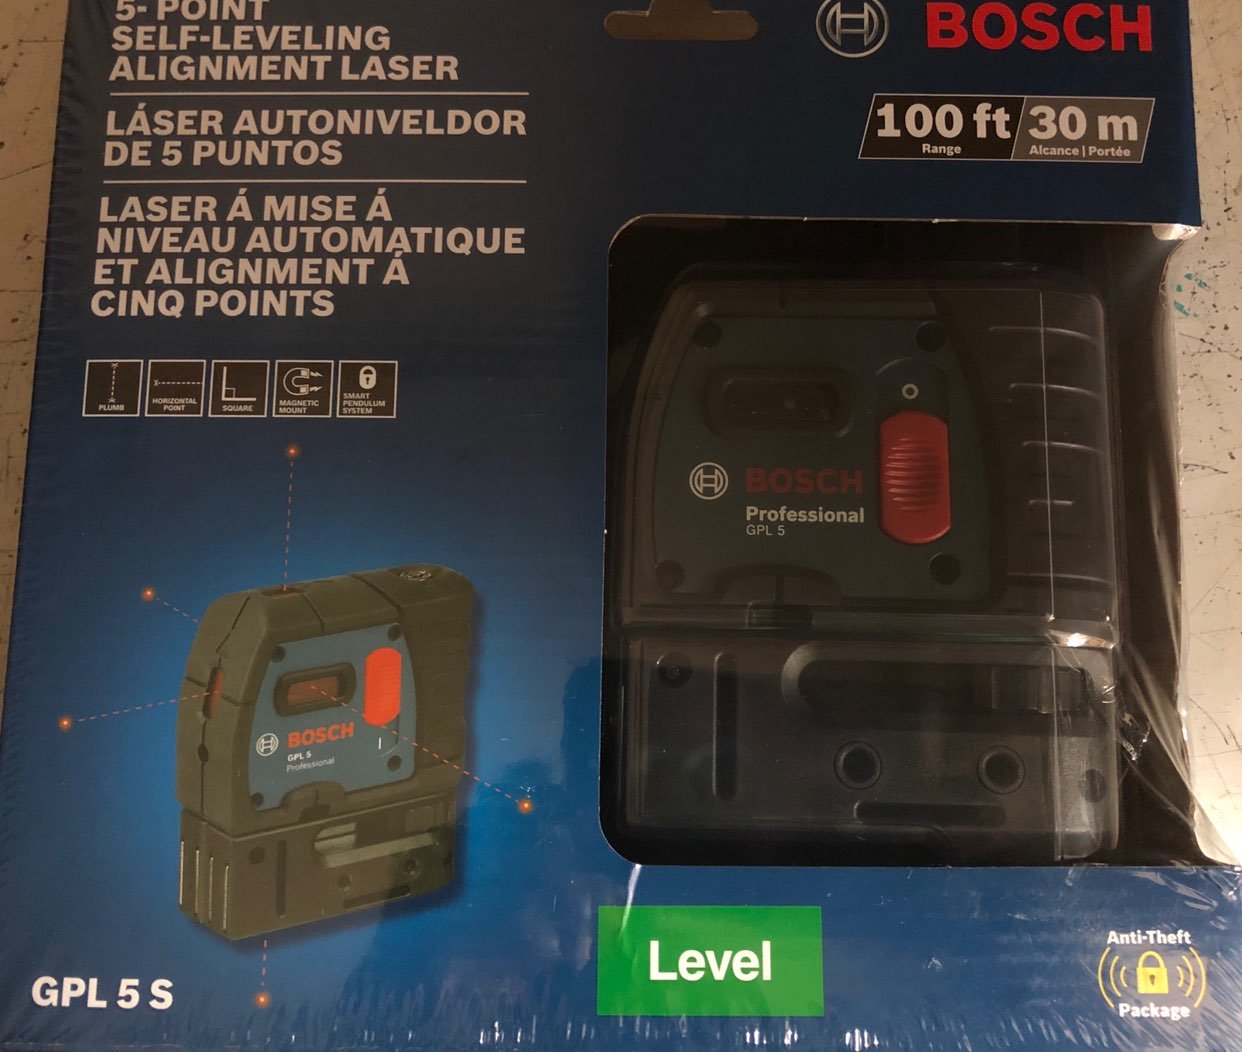 5- POINT
SELF-LEVELING
ALIGNMENT LASER
LÁSER AUTONIVELDOR
DE 5 PUNTOS
LASER Á MISE Á
NIVEAU AUTOMATIQUE
ET ALIGNMENT Á
CINQ POINTS
PLUMB
HORIZONTAL
POINT
SQUARE
MAGNETIC
MOUNT
SMART
PENDULUM
SYSTEM
BOSCH
100 ft
Range
30 m
Alcance | Portée
BOSCH
Professional
GPL 5
BOSCH
GPL 5
Professional
GPL 5 S
Level
Anti-Theft
Package